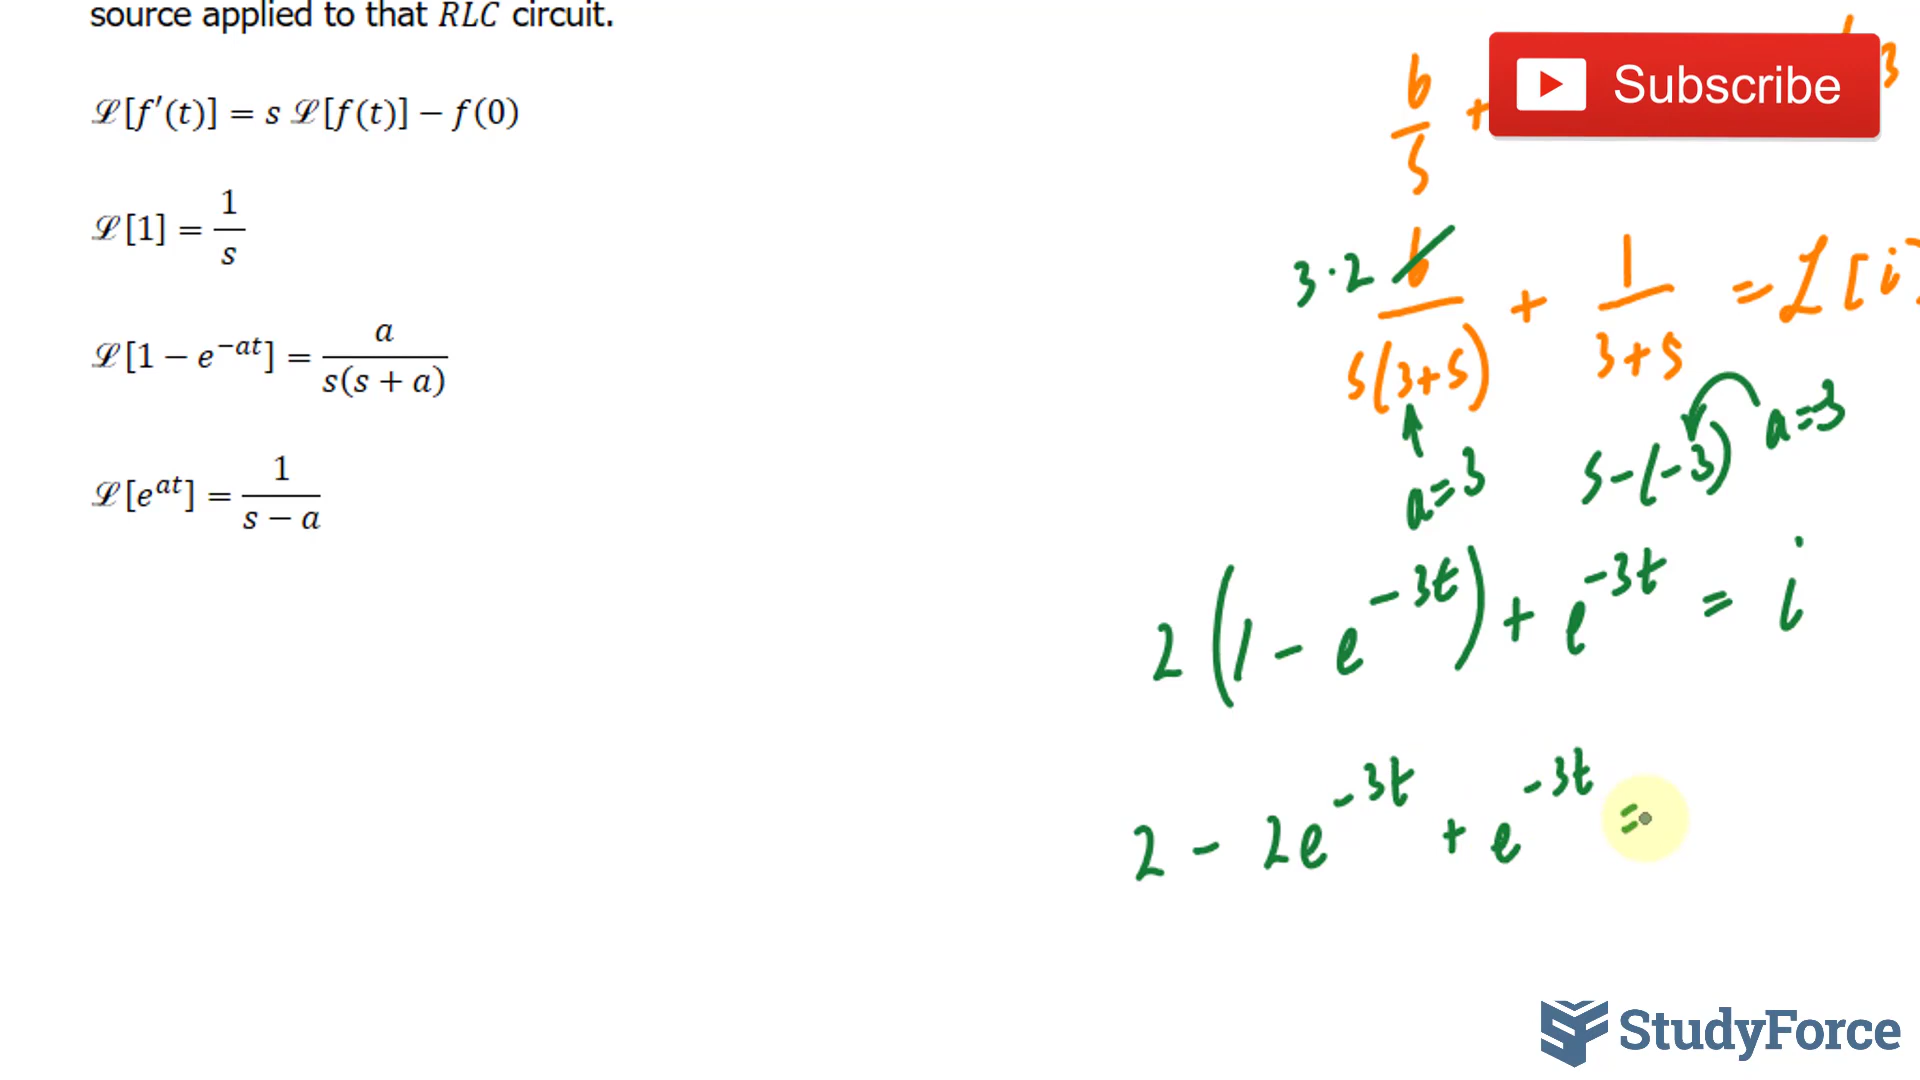 source applied to that RLC circuit.
ℒ[f′(t)] = s ℒ[f(t)] − f(0)
ℒ[1] = 1/s
ℒ[1 − e^(−at)] = a/(s(s + a))
ℒ[e^(at)] = 1/(s − a)
6/s +
Subscribe
3
3·2 6/(s(3+s)) + 1/(3+s) = ℒ[i]
a=3
s−(−3)
a=3
2(1 − e^(−3t)) + e^(−3t) = i
2 − 2e^(−3t) + e^(−3t) =
StudyForce